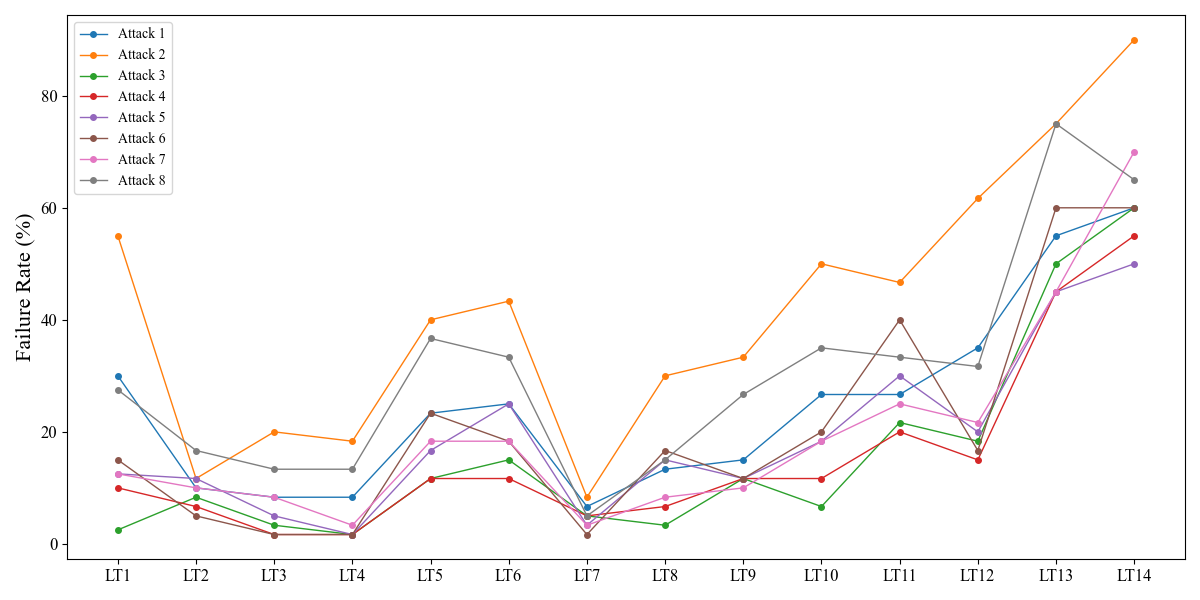 Attack 1
Attack 2
Attack 3
Attack 4
Attack 5
Attack 6
Attack 7
Attack 8
Failure Rate (%)
80
60
40
20
0
LT1 LT2 LT3 LT4 LT5 LT6 LT7 LT8 LT9 LT10 LT11 LT12 LT13 LT14